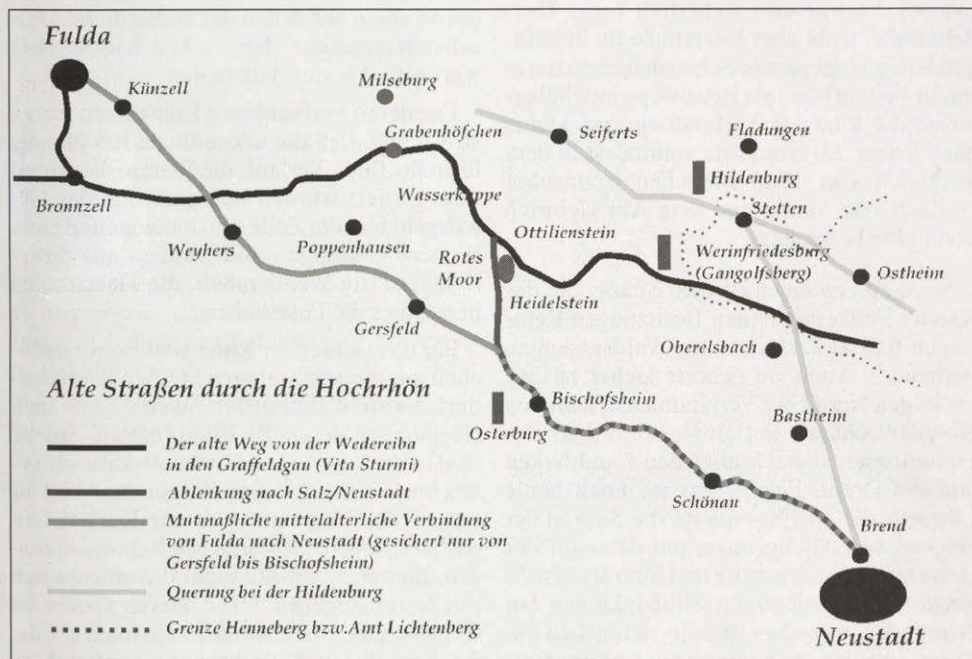 Fulda
Künzell
Milseburg
Grabenhöfchen
Seiferts
Fladungen
Hildenburg
Bronnzell
Wasserkuppe
Stetten
Weyhers
Poppenhausen
Ottilienstein
Werinfriedesburg
(Gangolfsberg)
Ostheim
Rotes
Moor
Heidelstein
Gersfeld
Oberelsbach
Alte Straßen durch die Hochrhön
Bischofsheim
Bastheim
Osterburg
Der alte Weg von der Wadereiba
in den Graffeldgau (Vita Sturmi)
Schönau
Ablenkung nach Salz/Neustadt
Mutmaßliche mittelalterliche Verbindung
von Fulda nach Neustadt (gesichert nur von
Gersfeld bis Bischofsheim)
Brend
Querung bei der Hildenburg
Grenze Henneberg bzw. Amt Lichtenberg
Neustadt